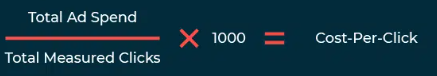 Total Ad Spend
Total Measured Clicks
× 1000 = Cost-Per-Click